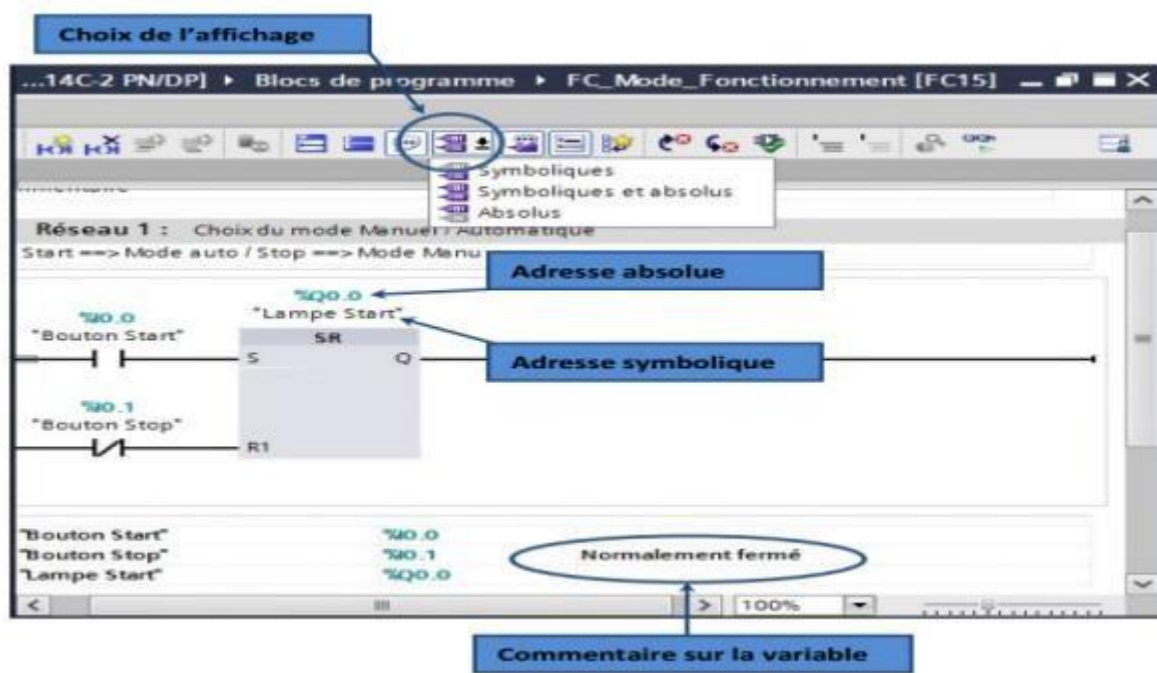 Choix de l'affichage
...14C-2 PN/DP] ▸ Blocs de programme ▸ FC_Mode_Fonctionnement [FC15]
Symboliques
Symboliques et absolus
Absolus
Réseau 1 : Choix du mode Manuel / Automatique
Start ==> Mode auto / Stop ==> Mode Manu
Adresse absolue
%Q0.0
"Lampe Start"
%I0.0
"Bouton Start"
SR
S
Q
Adresse symbolique
%I0.1
"Bouton Stop"
R1
"Bouton Start" %I0.0
"Bouton Stop" %I0.1 Normalement fermé
"Lampe Start" %Q0.0
100%
Commentaire sur la variable